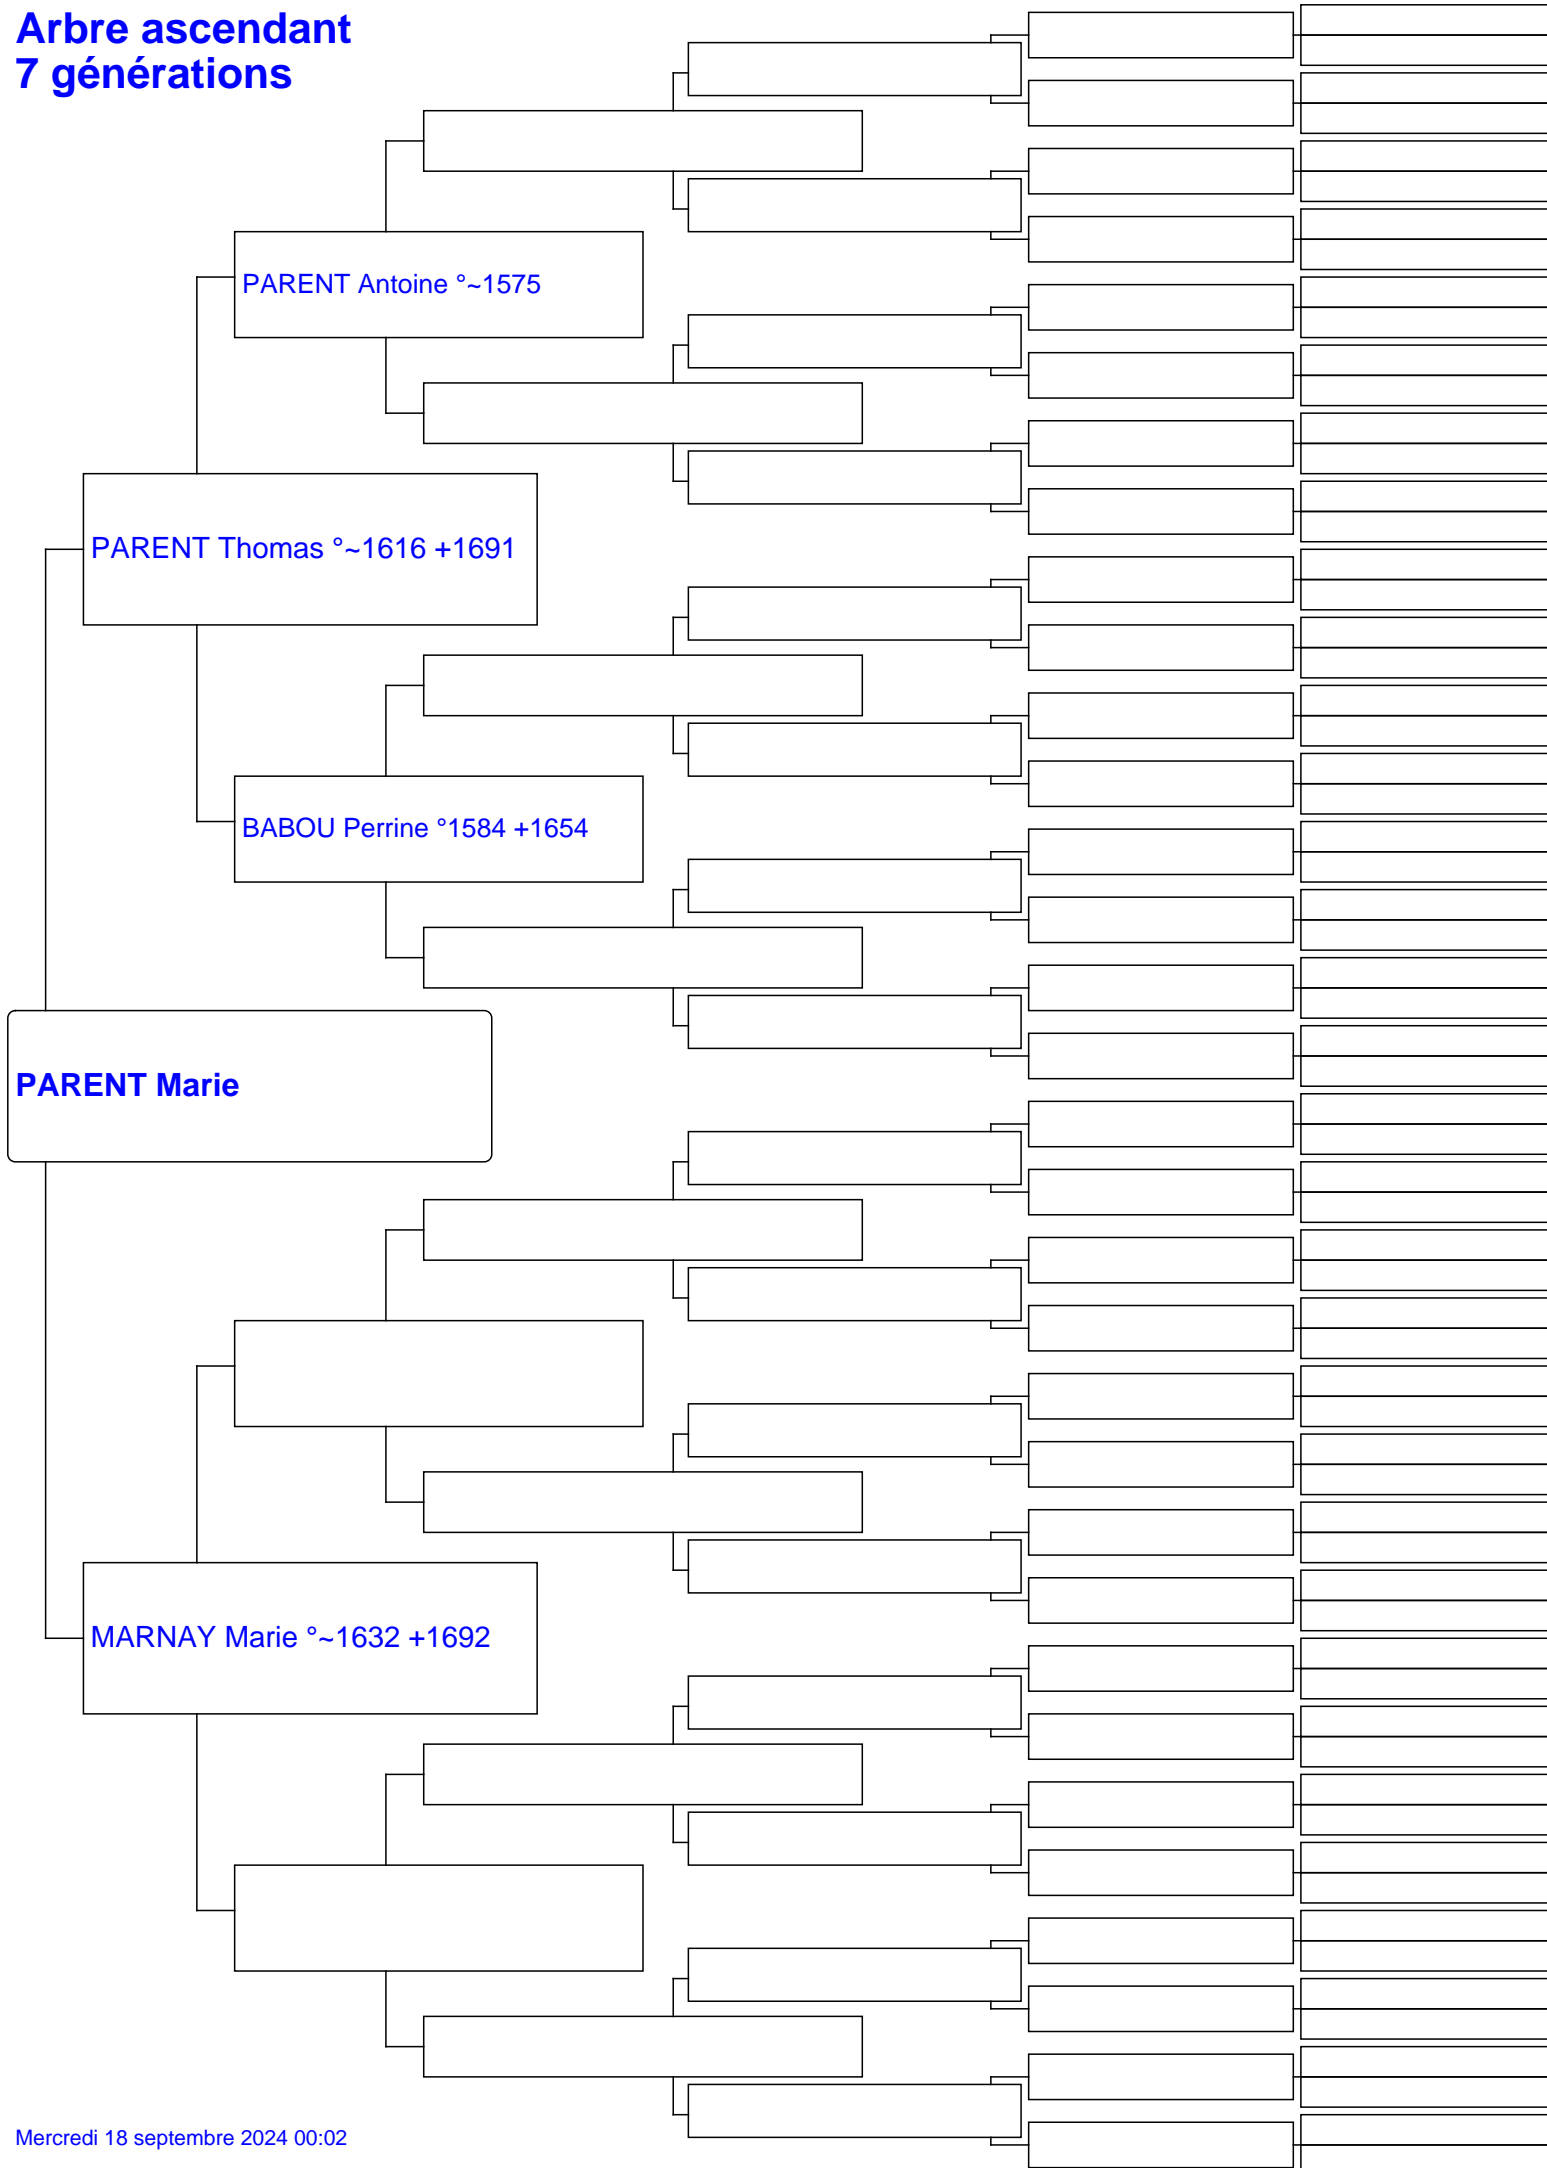 Arbre ascendant
7 générations
PARENT Antoine °~1575
PARENT Thomas °~1616 +1691
BABOU Perrine °1584 +1654
PARENT Marie
MARNAY Marie °~1632 +1692
Mercredi 18 septembre 2024 00:02